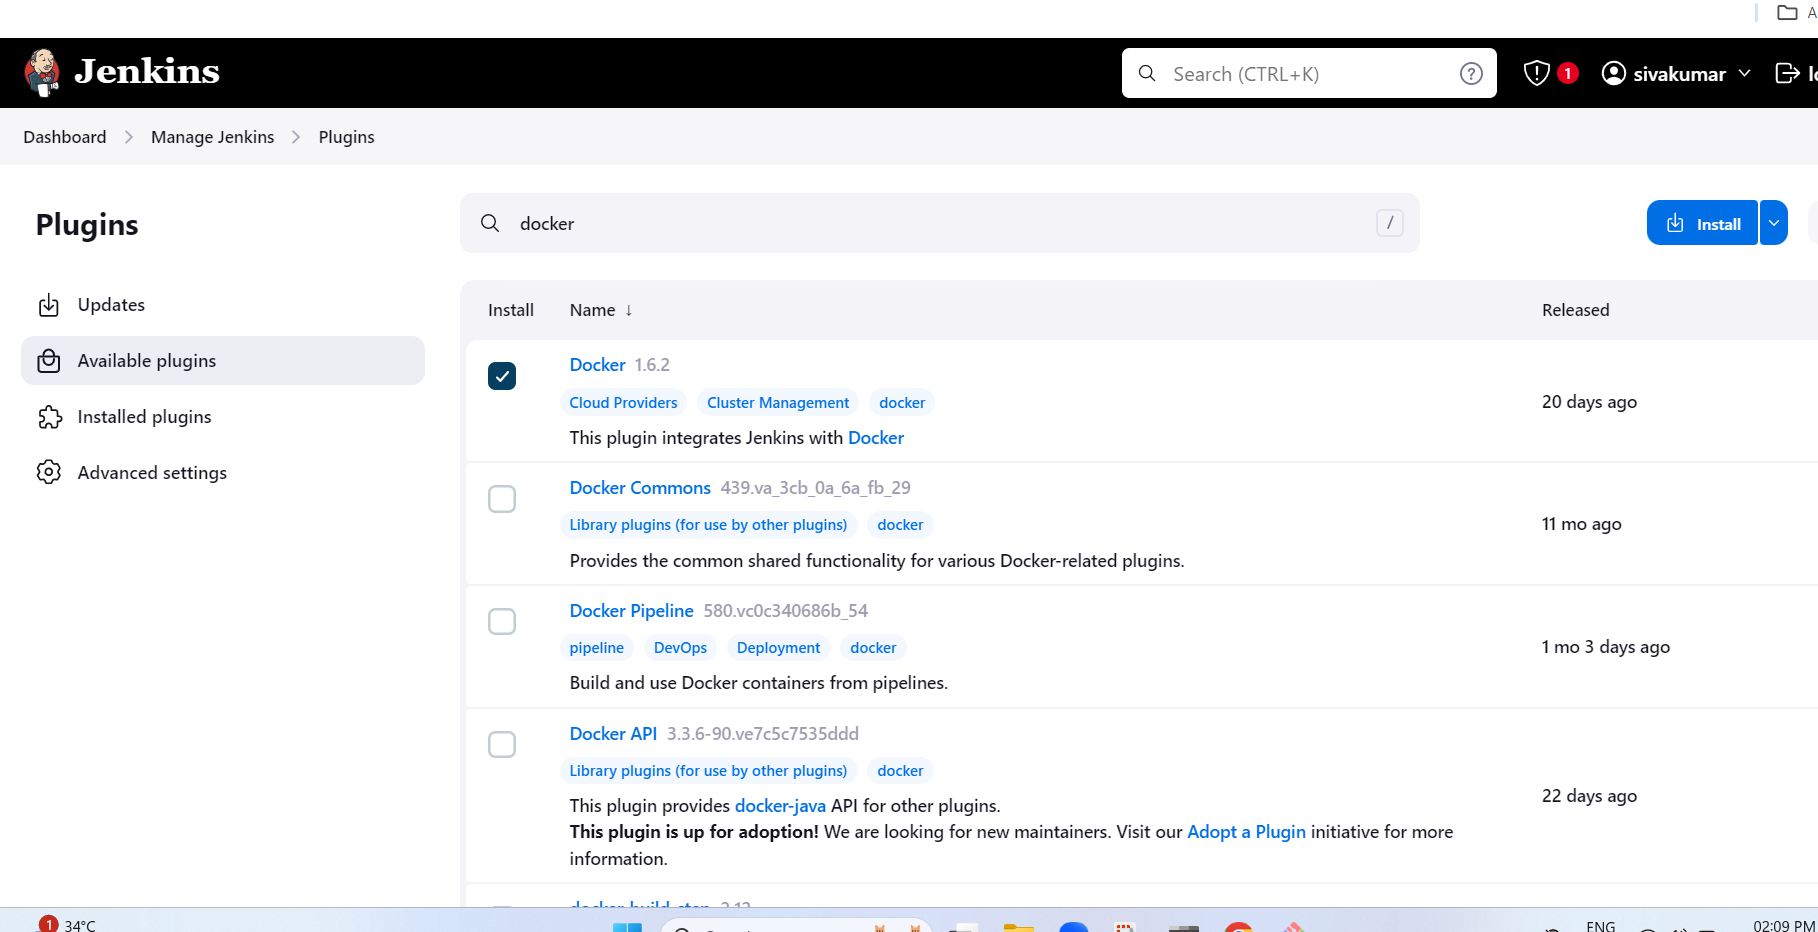 Jenkins
Search (CTRL+K)
?
1
sivakumar
Dashboard
Manage Jenkins
Plugins
Plugins
docker
/
Install
Updates
Available plugins
Installed plugins
Advanced settings
Install Name ↓ Released
Docker 1.6.2
Cloud Providers Cluster Management docker
This plugin integrates Jenkins with Docker
20 days ago
Docker Commons 439.va_3cb_0a_6a_fb_29
Library plugins (for use by other plugins) docker
Provides the common shared functionality for various Docker-related plugins.
11 mo ago
Docker Pipeline 580.vc0c340686b_54
pipeline DevOps Deployment docker
Build and use Docker containers from pipelines.
1 mo 3 days ago
Docker API 3.3.6-90.ve7c5c7535ddd
Library plugins (for use by other plugins) docker
This plugin provides docker-java API for other plugins.
This plugin is up for adoption! We are looking for new maintainers. Visit our Adopt a Plugin initiative for more
information.
22 days ago
1
34°C
ENG
02:09 PM